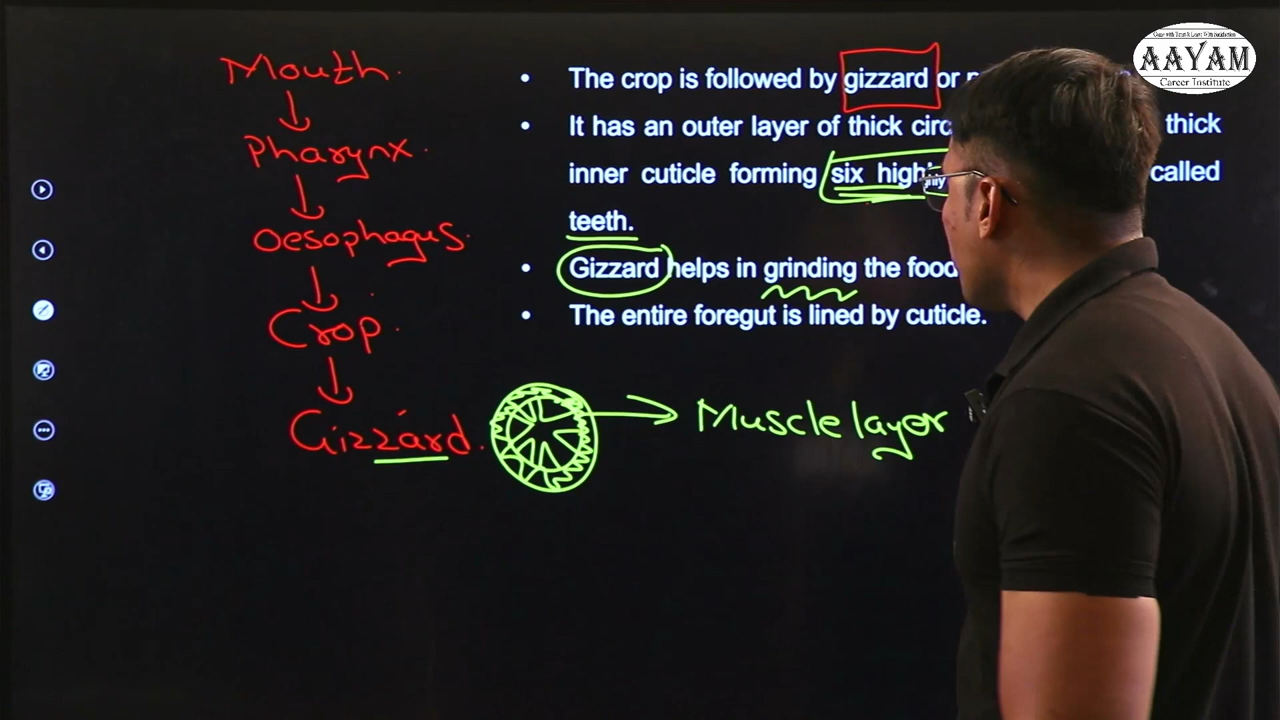 Mouth.
Pharynx.
Oesophagus.
Crop.
Gizzard.
• The crop is followed by gizzard or
• It has an outer layer of thick thick
inner cuticle forming six called
teeth.
• Gizzard helps in grinding the food
• The entire foregut is lined by cuticle.
Muscle layer
AAYAM
Career Institute